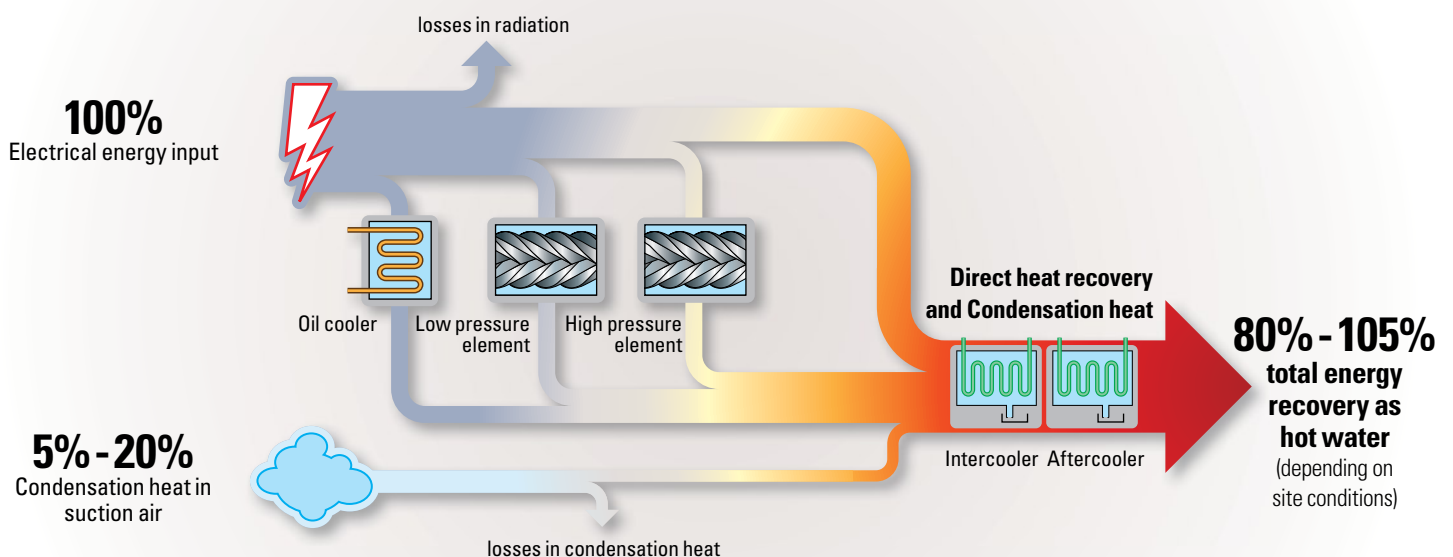 losses in radiation
100%
Electrical energy input
Oil cooler
Low pressure
element
High pressure
element
Direct heat recovery
and Condensation heat
Intercooler
Aftercooler
80% - 105%
total energy
recovery as
hot water
(depending on
site conditions)
5% - 20%
Condensation heat in
suction air
losses in condensation heat